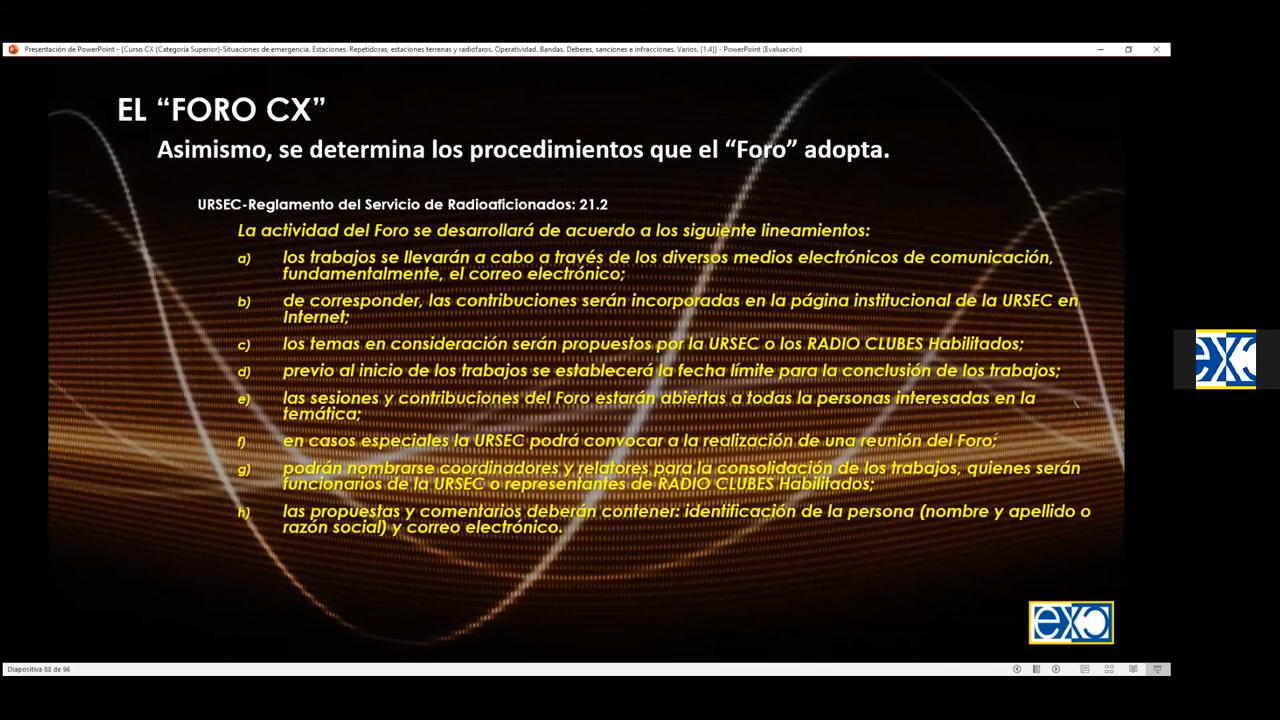 Presentación de PowerPoint - [Curso CX (Categoría Superior)-Situaciones de emergencia. Estaciones. Repetidoras, estaciones terrenas y radiofaros. Operatividad. Bandas. Deberes, sanciones e infracciones. Varios. [1.4]] - PowerPoint (Evaluación)
EL “FORO CX”
Asimismo, se determina los procedimientos que el “Foro” adopta.
URSEC-Reglamento del Servicio de Radioaficionados: 21.2
La actividad del Foro se desarrollará de acuerdo a los siguiente lineamientos:
a) los trabajos se llevarán a cabo a través de los diversos medios electrónicos de comunicación,
fundamentalmente, el correo electrónico;
b) de corresponder, las contribuciones serán incorporadas en la página institucional de la URSEC en
Internet;
c) los temas en consideración serán propuestos por la URSEC o los RADIO CLUBES Habilitados;
d) previo al inicio de los trabajos se establecerá la fecha límite para la conclusión de los trabajos;
e) las sesiones y contribuciones del Foro estarán abiertas a todas la personas interesadas en la
temática;
f) en casos especiales la URSEC podrá convocar a la realización de una reunión del Foro;
g) podrán nombrarse coordinadores y relatores para la consolidación de los trabajos, quienes serán
funcionarios de la URSEC o representantes de RADIO CLUBES Habilitados;
h) las propuestas y comentarios deberán contener: identificación de la persona (nombre y apellido o
razón social) y correo electrónico.
exc
exc
Diapositiva 88 de 96